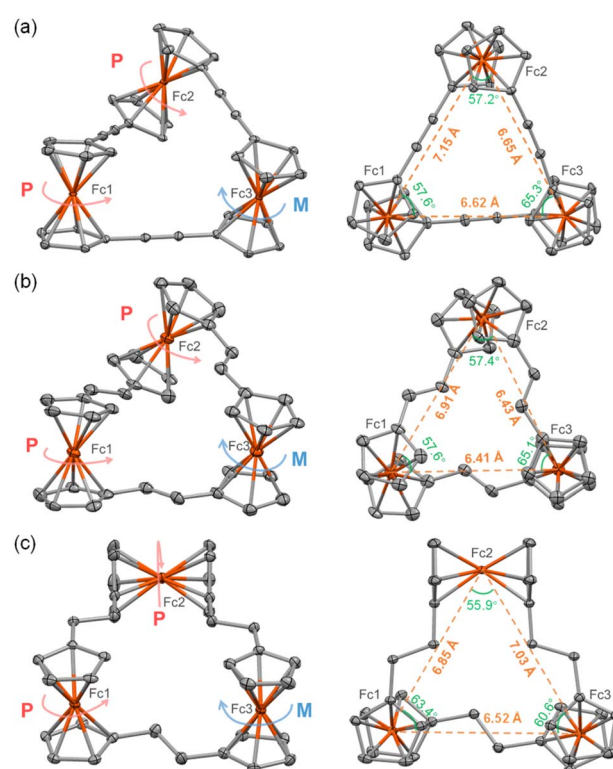 (a)
P
Fc2
P
Fc1
Fc3
M
Fc2
57.2°
7.15 Å
6.65 Å
Fc1
Fc3
57.6°
65.3°
6.62 Å
(b)
P
Fc2
P
Fc1
Fc3
M
Fc2
57.4°
6.91 Å
6.43 Å
Fc1
Fc3
57.6°
65.1°
6.41 Å
(c)
Fc2
P
P
Fc1
Fc3
M
Fc2
55.9°
6.85 Å
7.03 Å
Fc1
Fc3
63.4°
60.6°
6.52 Å